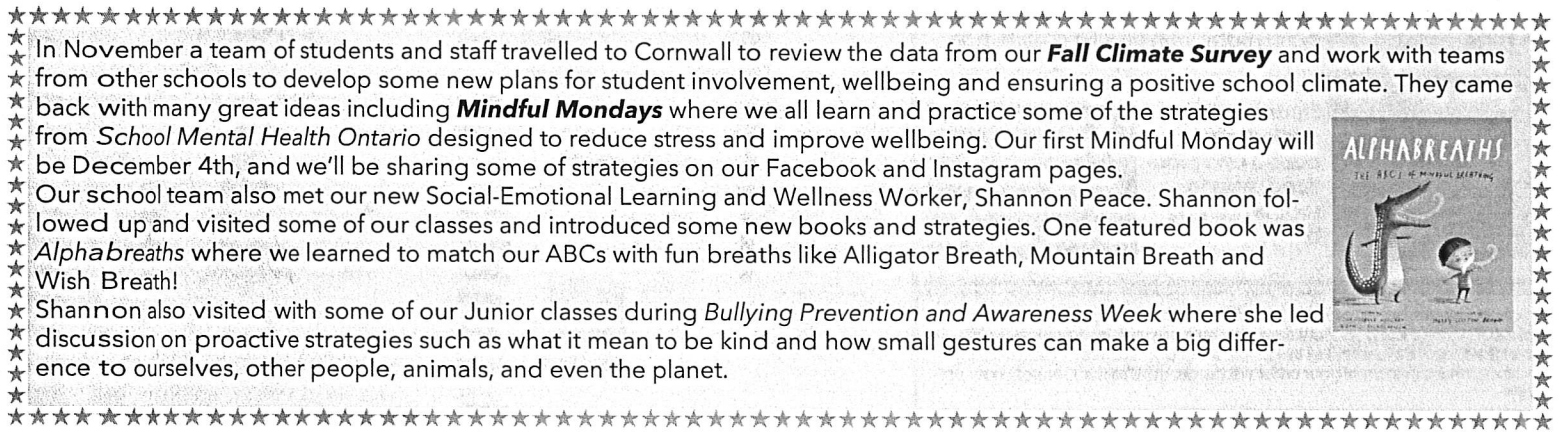 In November a team of students and staff travelled to Cornwall to review the data from our Fall Climate Survey and work with teams
from other schools to develop some new plans for student involvement, wellbeing and ensuring a positive school climate. They came
back with many great ideas including Mindful Mondays where we all learn and practice some of the strategies
from School Mental Health Ontario designed to reduce stress and improve wellbeing. Our first Mindful Monday will
be December 4th, and we'll be sharing some of strategies on our Facebook and Instagram pages.
Our school team also met our new Social-Emotional Learning and Wellness Worker, Shannon Peace. Shannon fol-
lowed up and visited some of our classes and introduced some new books and strategies. One featured book was
Alphabreaths where we learned to match our ABCs with fun breaths like Alligator Breath, Mountain Breath and
Wish Breath!
Shannon also visited with some of our Junior classes during Bullying Prevention and Awareness Week where she led
discussion on proactive strategies such as what it mean to be kind and how small gestures can make a big differ-
ence to ourselves, other people, animals, and even the planet.
ALPHABREATHS
THE ABCs of MINDFUL BREATHING